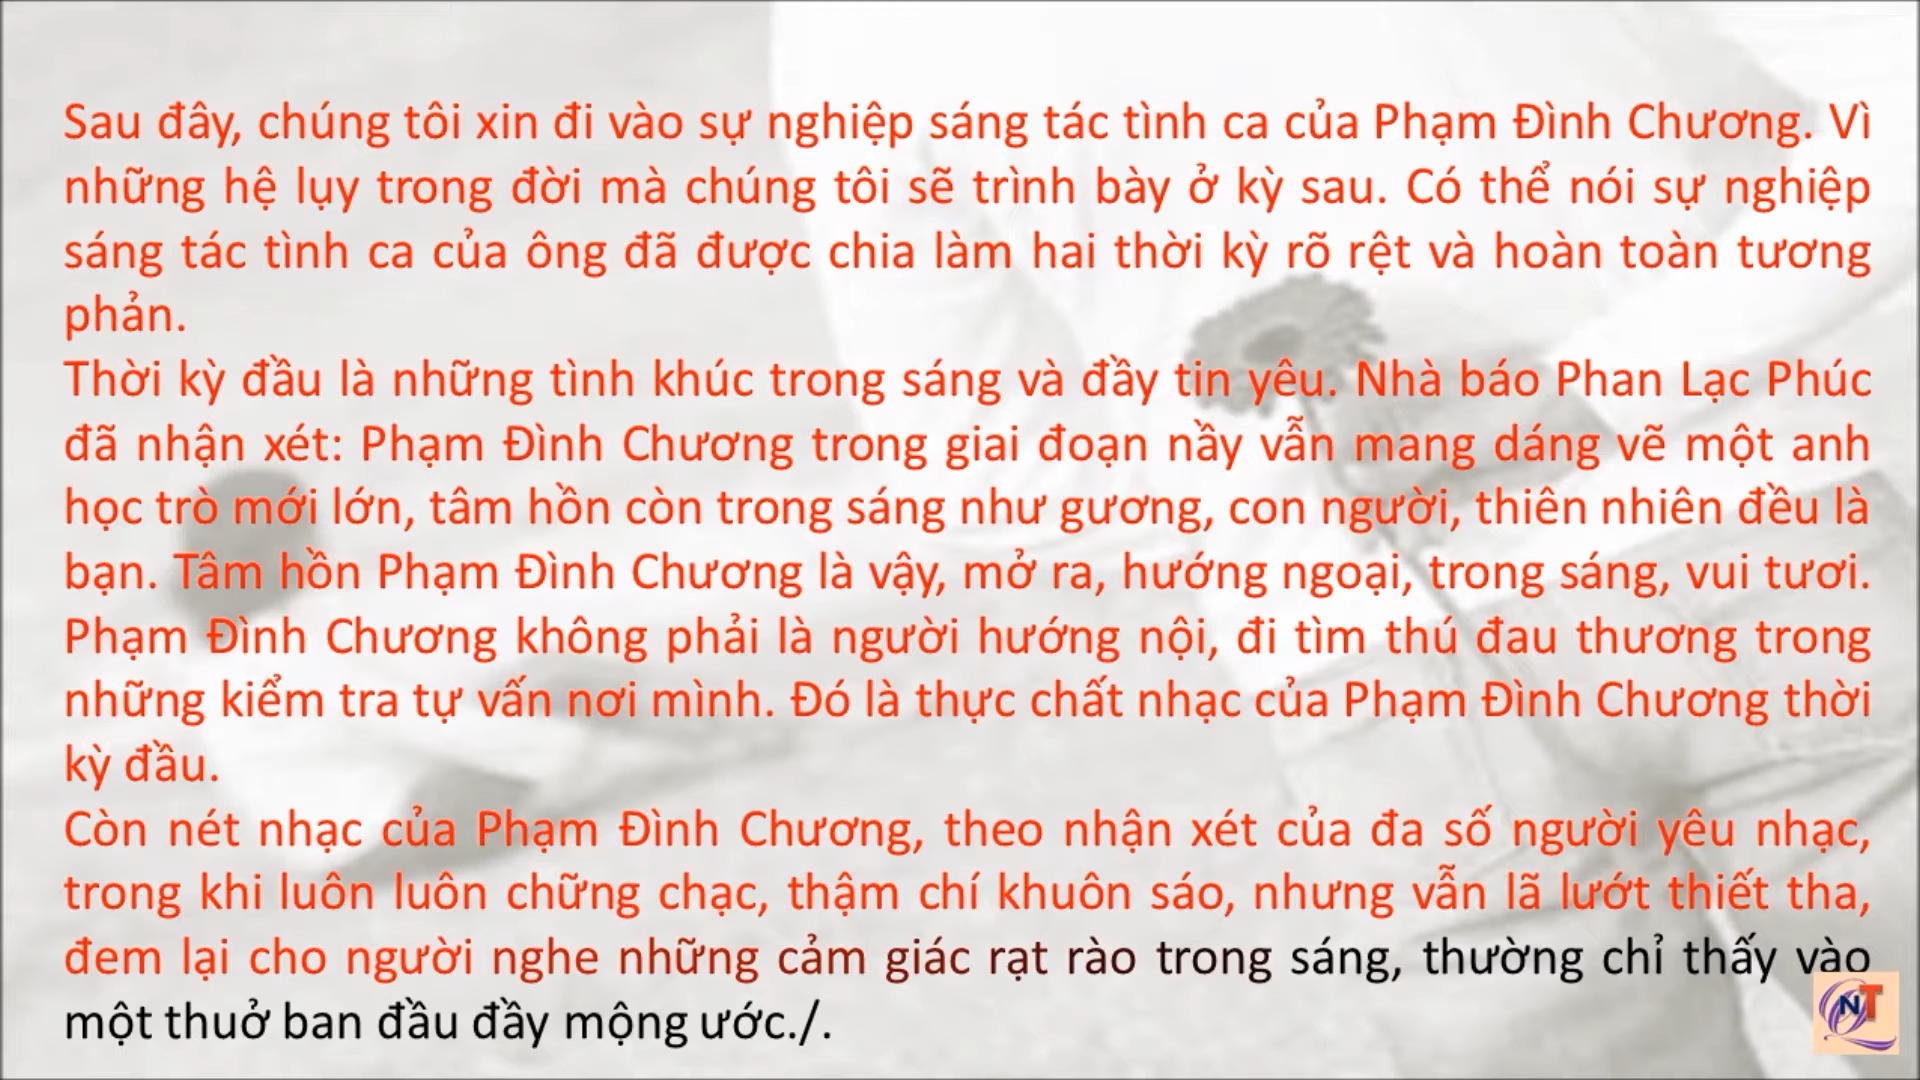 Sau đây, chúng tôi xin đi vào sự nghiệp sáng tác tình ca của Phạm Đình Chương. Vì
những hệ lụy trong đời mà chúng tôi sẽ trình bày ở kỳ sau. Có thể nói sự nghiệp
sáng tác tình ca của ông đã được chia làm hai thời kỳ rõ rệt và hoàn toàn tương
phản.
Thời kỳ đầu là những tình khúc trong sáng và đầy tin yêu. Nhà báo Phan Lạc Phúc
đã nhận xét: Phạm Đình Chương trong giai đoạn nầy vẫn mang dáng vẽ một anh
học trò mới lớn, tâm hồn còn trong sáng như gương, con người, thiên nhiên đều là
bạn. Tâm hồn Phạm Đình Chương là vậy, mở ra, hướng ngoại, trong sáng, vui tươi.
Phạm Đình Chương không phải là người hướng nội, đi tìm thú đau thương trong
những kiểm tra tự vấn nơi mình. Đó là thực chất nhạc của Phạm Đình Chương thời
kỳ đầu.
Còn nét nhạc của Phạm Đình Chương, theo nhận xét của đa số người yêu nhạc,
trong khi luôn luôn chững chạc, thậm chí khuôn sáo, nhưng vẫn lã lướt thiết tha,
đem lại cho người nghe những cảm giác rạt rào trong sáng, thường chỉ thấy vào
một thuở ban đầu đầy mộng ước./.
NT